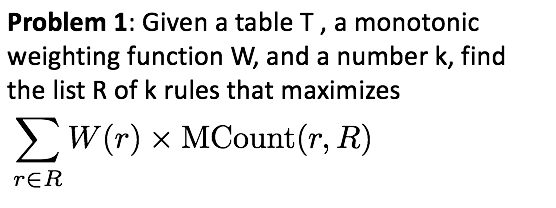 Problem 1: Given a table T , a monotonic
weighting function W, and a number k, find
the list R of k rules that maximizes
∑ W(r) × MCount(r, R)
r∈R